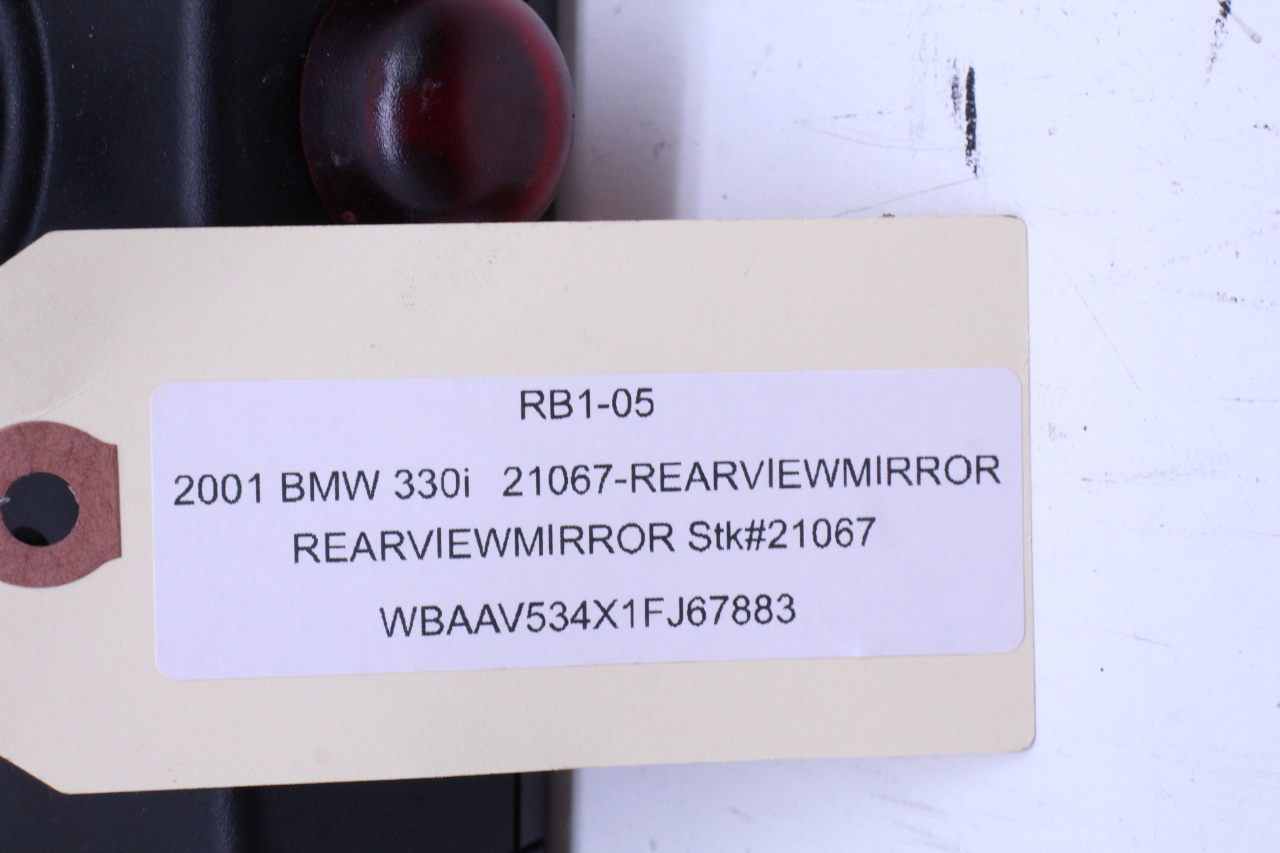 RB1-05
2001 BMW 330i 21067-REARVIEWMIRROR
REARVIEWMIRROR Stk#21067
WBAAV534X1FJ67883